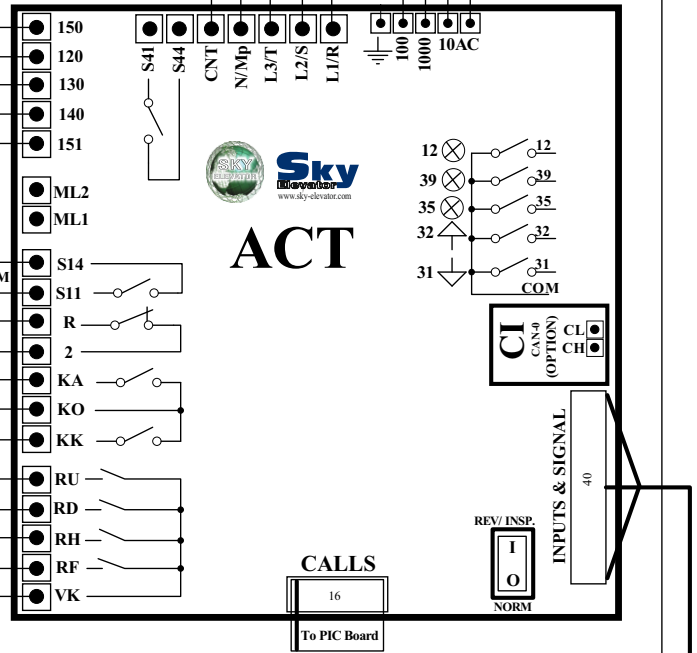 150
120
130
140
151
ML2
ML1
S14
M
S11
R
2
KA
KO
KK
RU
RD
RH
RF
VK
S41
S44
CNT
N/Mp
L3/T
L2/S
L1/R
100
1000
10AC
SKY
ELEVATOR
Sky
Elevator
www.sky-elevator.com
ACT
12
39
35
32
31
12
39
35
32
31
COM
CI
CAN-0
(OPTION)
CL
CH
INPUTS & SIGNAL
40
REV/ INSP.
I
O
NORM
CALLS
16
To PIC Board